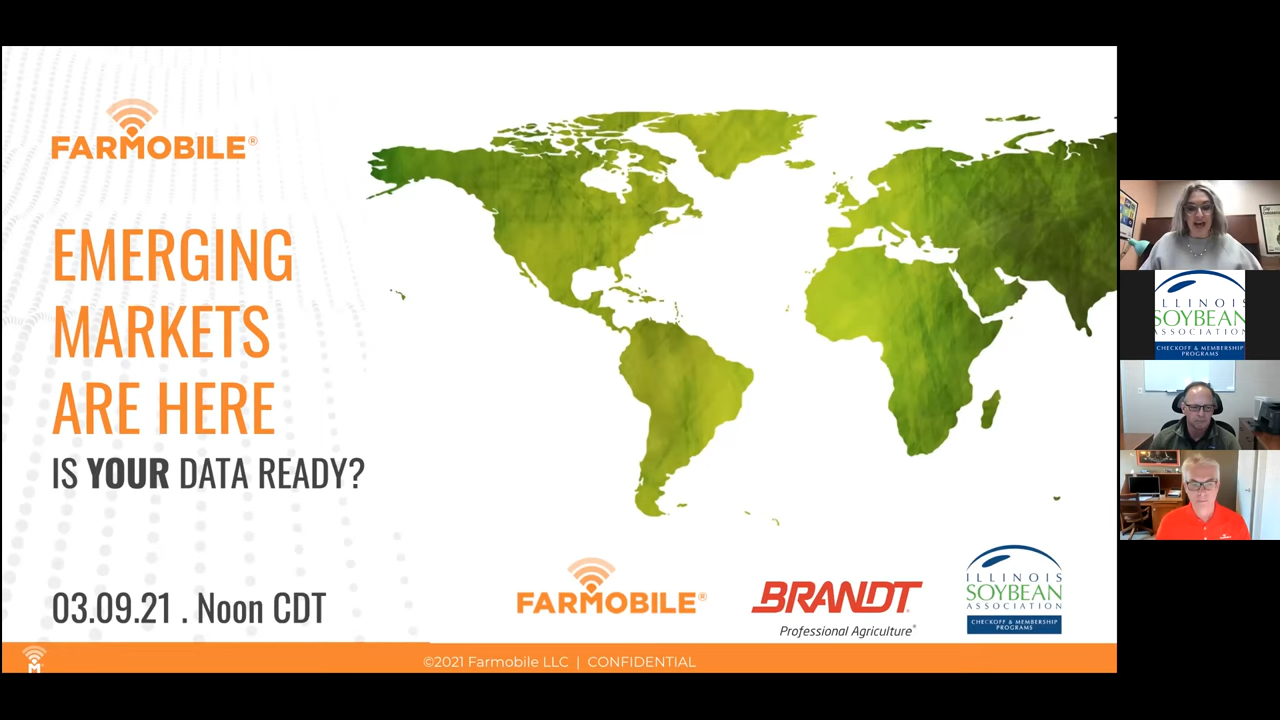 FARMOBILE®
EMERGING
MARKETS
ARE HERE
IS YOUR DATA READY?
03.09.21 . Noon CDT
FARMOBILE®
BRANDT®
Professional Agriculture®
ILLINOIS
SOYBEAN
ASSOCIATION
CHECKOFF & MEMBERSHIP
PROGRAMS
©2021 Farmobile LLC | CONFIDENTIAL
ILLINOIS
SOYBEAN
ASSOCIATION
CHECKOFF & MEMBERSHIP
PROGRAMS